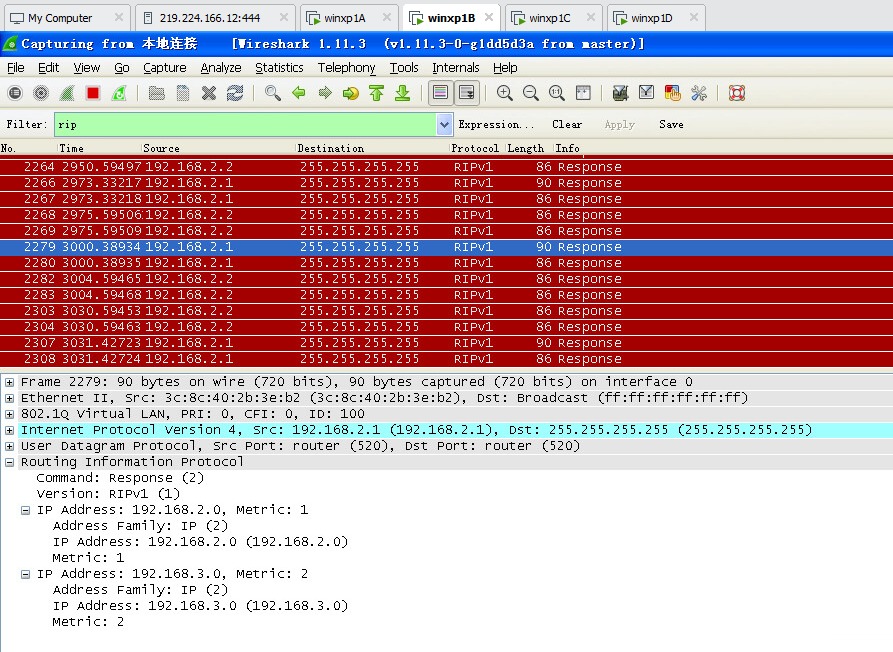 My Computer 219.224.166.12:444 winxp1A winxp1B winxp1C winxp1D
Capturing from 本地连接 [Wireshark 1.11.3 (v1.11.3-0-g1dd5d3a from master)]
File Edit View Go Capture Analyze Statistics Telephony Tools Internals Help
Filter: rip Expression... Clear Apply Save
No. Time Source Destination Protocol Length Info
2264 2950.59497 192.168.2.2 255.255.255.255 RIPv1 86 Response
2266 2973.33217 192.168.2.1 255.255.255.255 RIPv1 90 Response
2267 2973.33218 192.168.2.1 255.255.255.255 RIPv1 86 Response
2268 2975.59506 192.168.2.2 255.255.255.255 RIPv1 86 Response
2269 2975.59509 192.168.2.2 255.255.255.255 RIPv1 86 Response
2279 3000.38934 192.168.2.1 255.255.255.255 RIPv1 90 Response
2280 3000.38935 192.168.2.1 255.255.255.255 RIPv1 86 Response
2282 3004.59465 192.168.2.2 255.255.255.255 RIPv1 86 Response
2283 3004.59468 192.168.2.2 255.255.255.255 RIPv1 86 Response
2303 3030.59453 192.168.2.2 255.255.255.255 RIPv1 86 Response
2304 3030.59463 192.168.2.2 255.255.255.255 RIPv1 86 Response
2307 3031.42723 192.168.2.1 255.255.255.255 RIPv1 90 Response
2308 3031.42724 192.168.2.1 255.255.255.255 RIPv1 86 Response
Frame 2279: 90 bytes on wire (720 bits), 90 bytes captured (720 bits) on interface 0
Ethernet II, Src: 3c:8c:40:2b:3e:b2 (3c:8c:40:2b:3e:b2), Dst: Broadcast (ff:ff:ff:ff:ff:ff)
802.1Q Virtual LAN, PRI: 0, CFI: 0, ID: 100
Internet Protocol Version 4, Src: 192.168.2.1 (192.168.2.1), Dst: 255.255.255.255 (255.255.255.255)
User Datagram Protocol, Src Port: router (520), Dst Port: router (520)
Routing Information Protocol
Command: Response (2)
Version: RIPv1 (1)
IP Address: 192.168.2.0, Metric: 1
Address Family: IP (2)
IP Address: 192.168.2.0 (192.168.2.0)
Metric: 1
IP Address: 192.168.3.0, Metric: 2
Address Family: IP (2)
IP Address: 192.168.3.0 (192.168.3.0)
Metric: 2